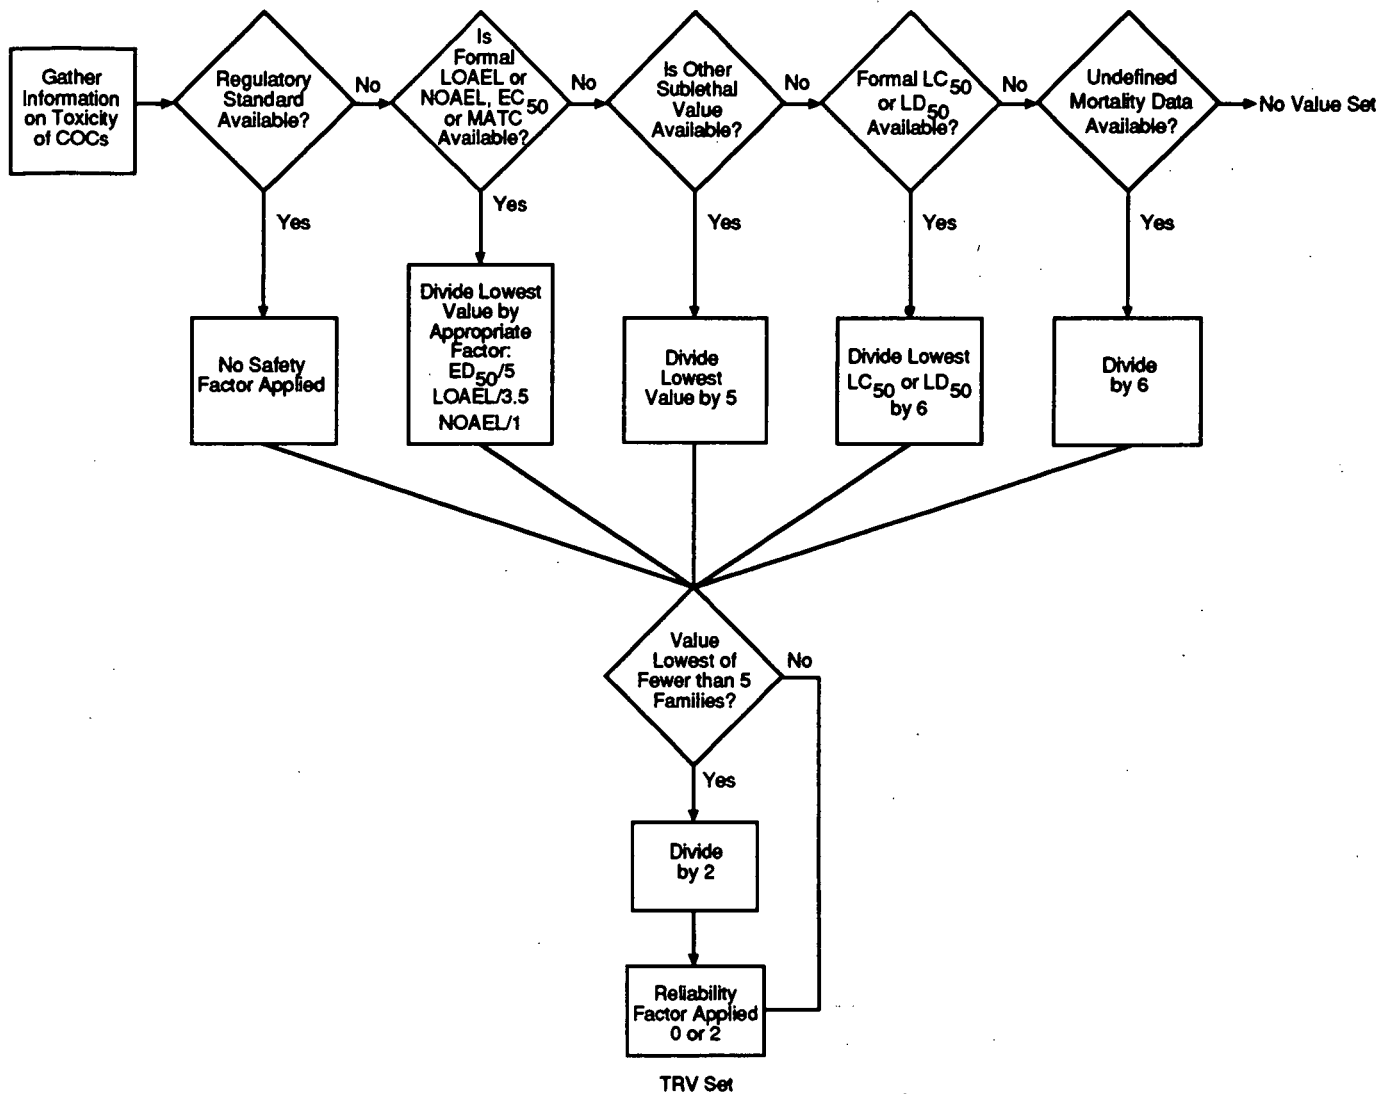 Gather
Information
on Toxicity
of COCs
Regulatory
Standard
Available?
No
Is
Formal
LOAEL or
NOAEL, EC50
or MATC
Available?
No
Is Other
Sublethal
Value
Available?
No
Formal LC50
or LD50
Available?
No
Undefined
Mortality Data
Available?
No Value Set
Yes
Yes
Yes
Yes
Yes
No Safety
Factor Applied
Divide Lowest
Value by
Appropriate
Factor:
ED50/5
LOAEL/3.5
NOAEL/1
Divide
Lowest
Value by 5
Divide Lowest
LC50 or LD50
by 6
Divide
by 6
Value
Lowest of
Fewer than 5
Families?
No
Yes
Divide
by 2
Reliability
Factor Applied
0 or 2
TRV Set